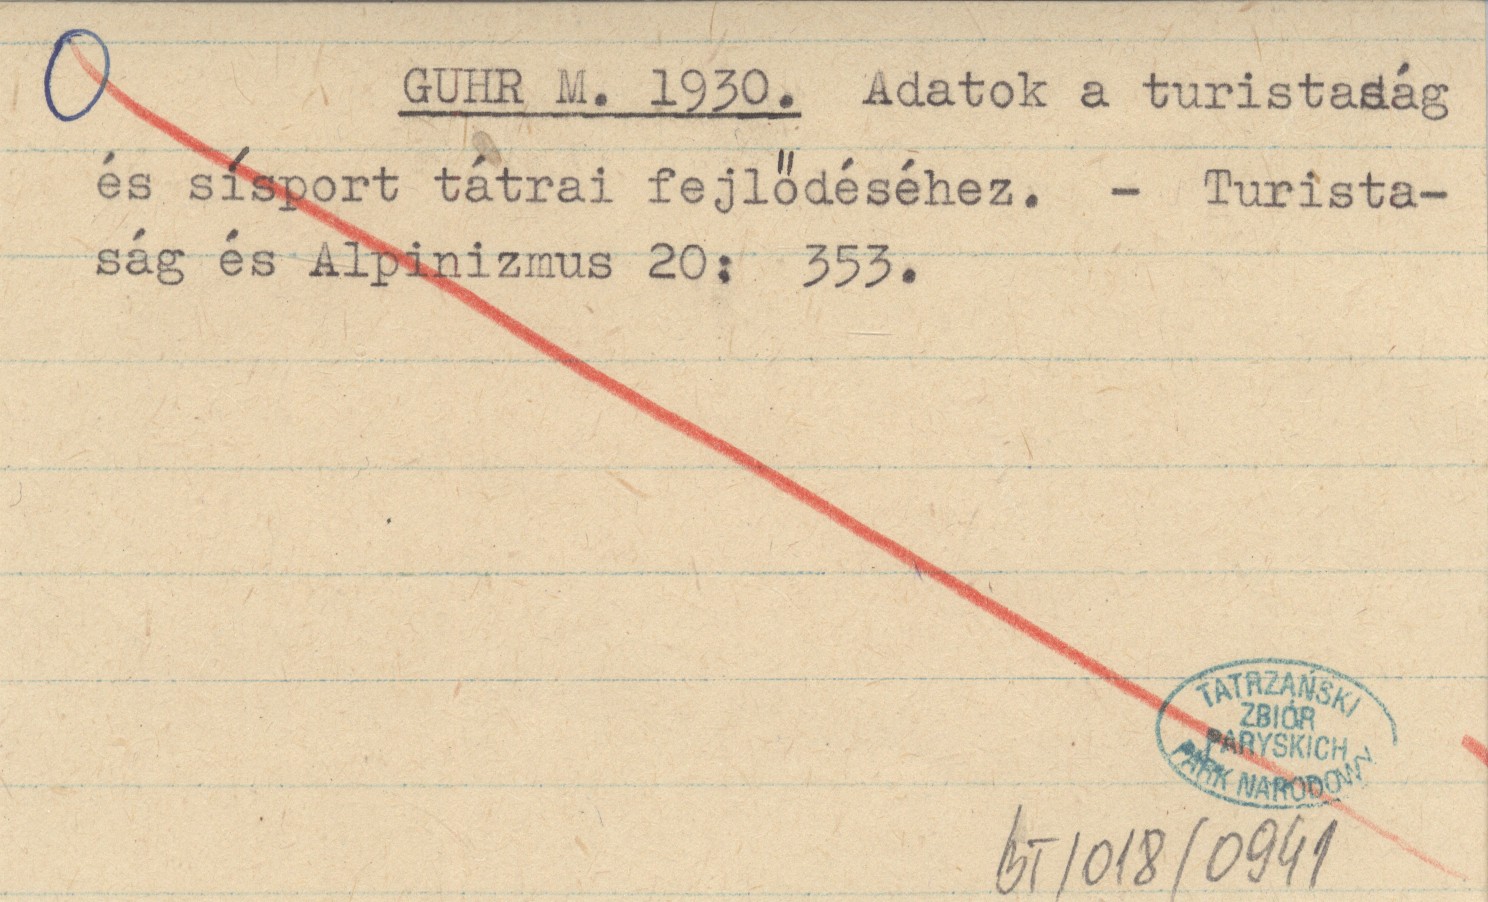 GUHR M. 1930. Adatok a turistaság
és sísport tátrai fejlődéséhez. - Turista-
ság és Alpinizmus 20: 353.
TATRZAŃSKI
ZBIÓR
PARYSKICH
PARK NARODOWY
BT/018/0941